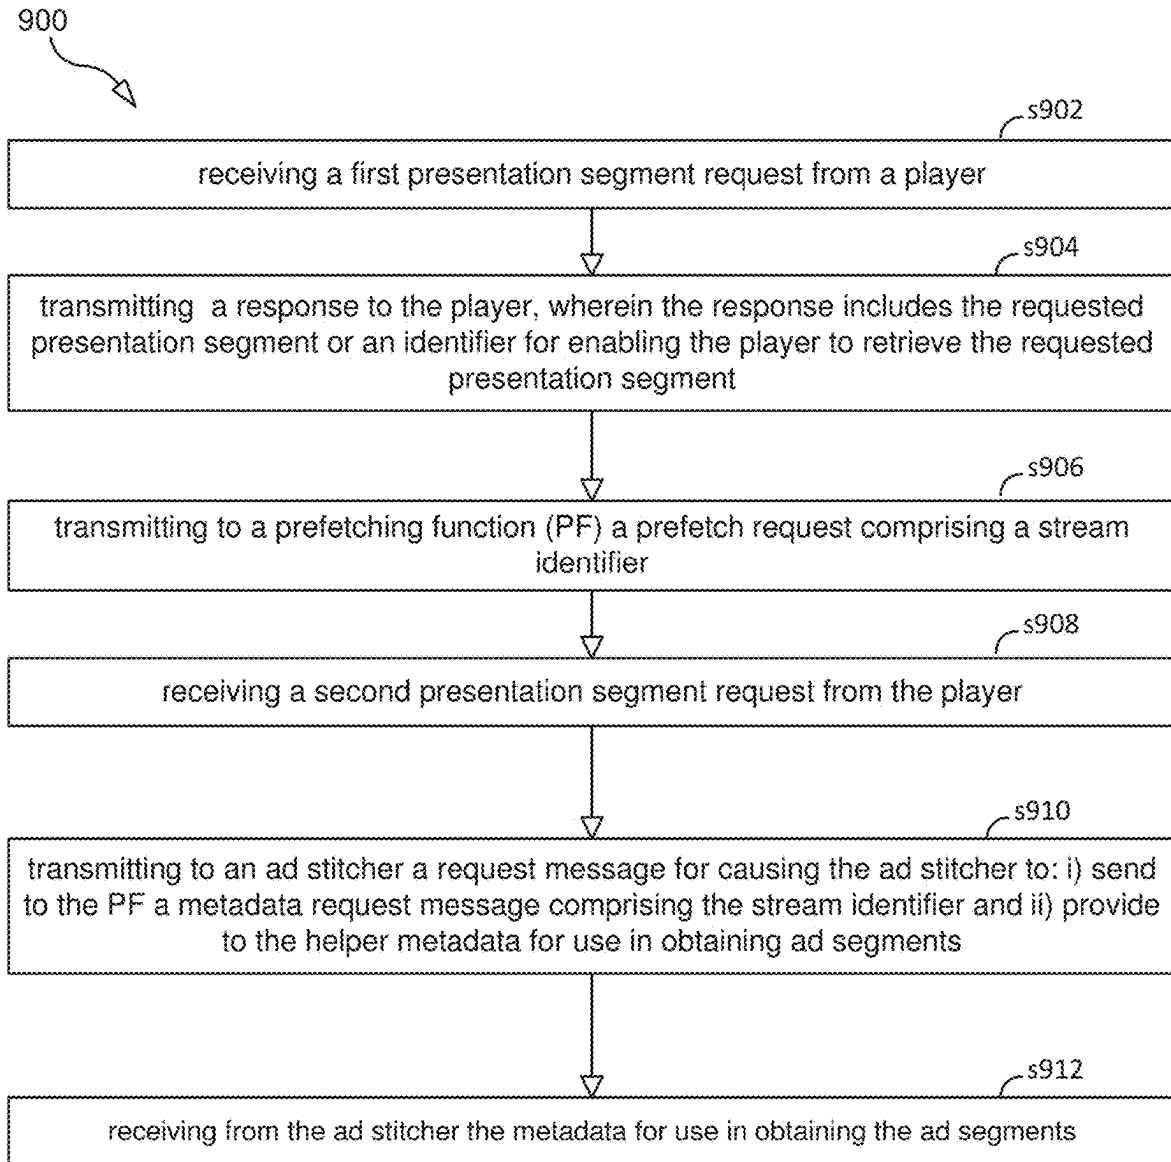 900
s902
receiving a first presentation segment request from a player
s904
transmitting a response to the player, wherein the response includes the requested
presentation segment or an identifier for enabling the player to retrieve the requested
presentation segment
s906
transmitting to a prefetching function (PF) a prefetch request comprising a stream
identifier
s908
receiving a second presentation segment request from the player
s910
transmitting to an ad stitcher a request message for causing the ad stitcher to: i) send
to the PF a metadata request message comprising the stream identifier and ii) provide
to the helper metadata for use in obtaining ad segments
s912
receiving from the ad stitcher the metadata for use in obtaining the ad segments